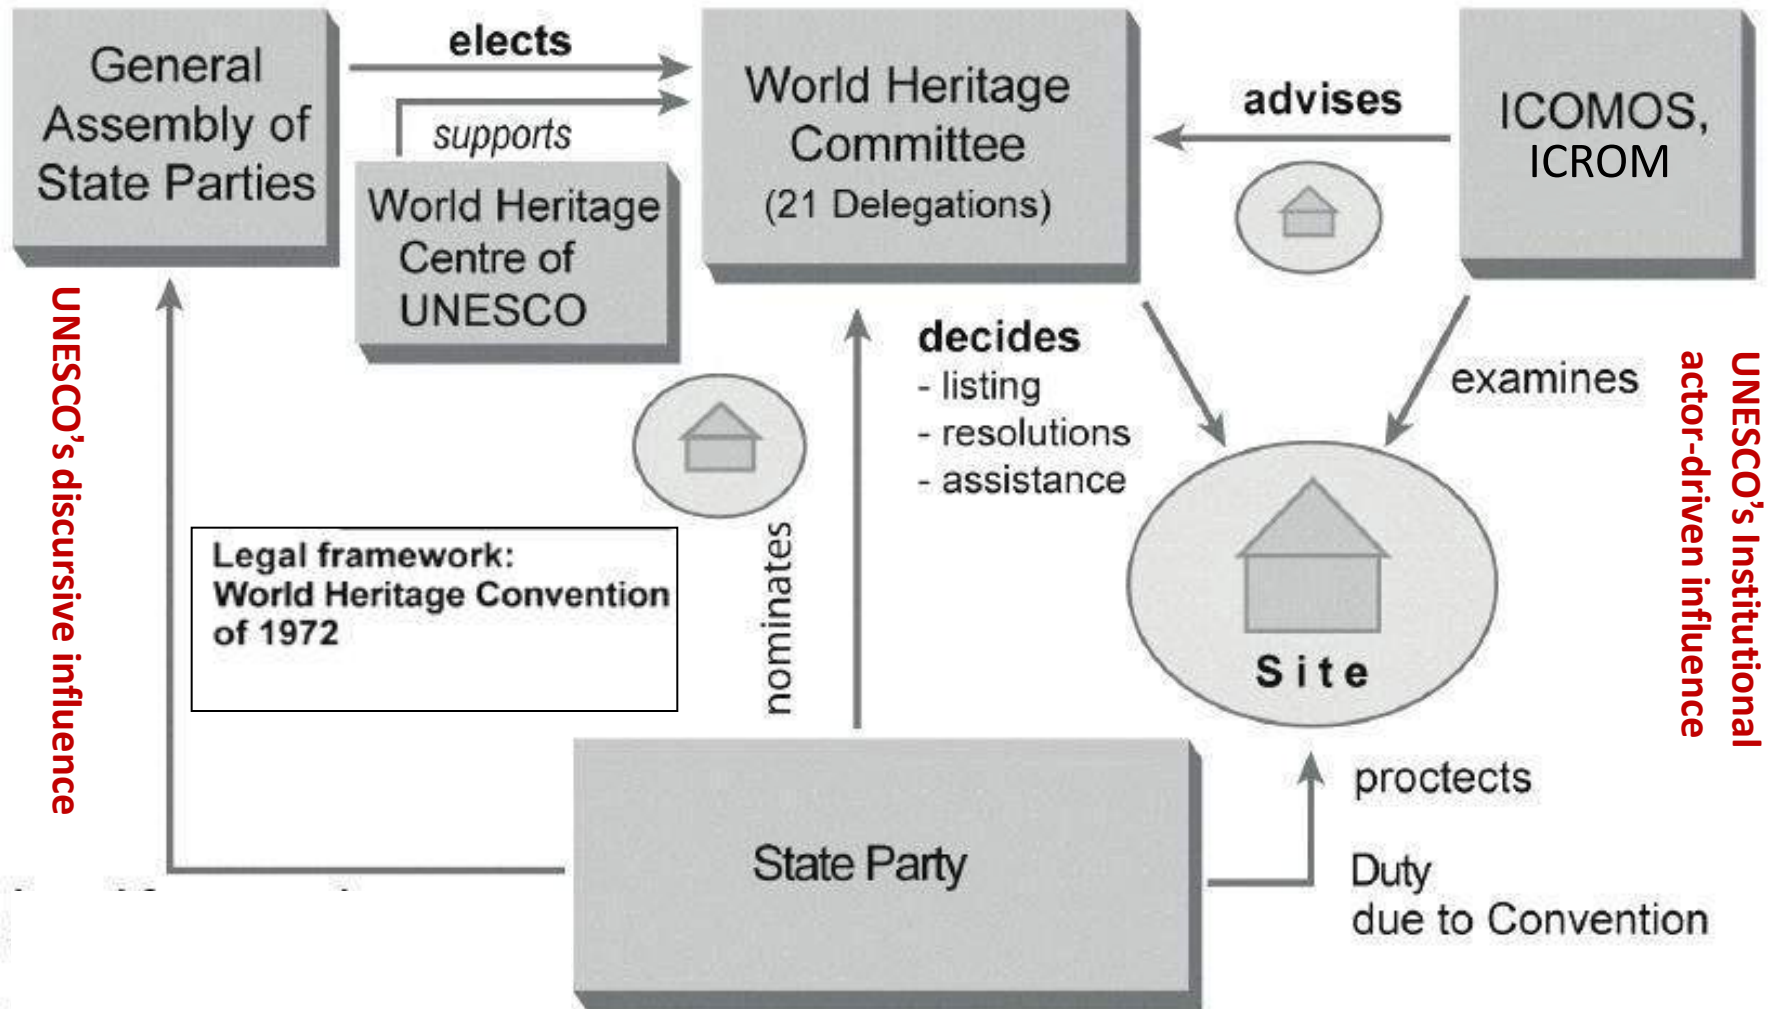 General
Assembly of
State Parties
elects
supports
World Heritage
Centre of
UNESCO
World Heritage
Committee
(21 Delegations)
advises
ICOMOS,
ICROM
UNESCO's discursive influence
decides
- listing
- resolutions
- assistance
examines
UNESCO's Institutional
actor-driven influence
Legal framework:
World Heritage Convention
of 1972
nominates
Site
State Party
proctects
Duty
due to Convention